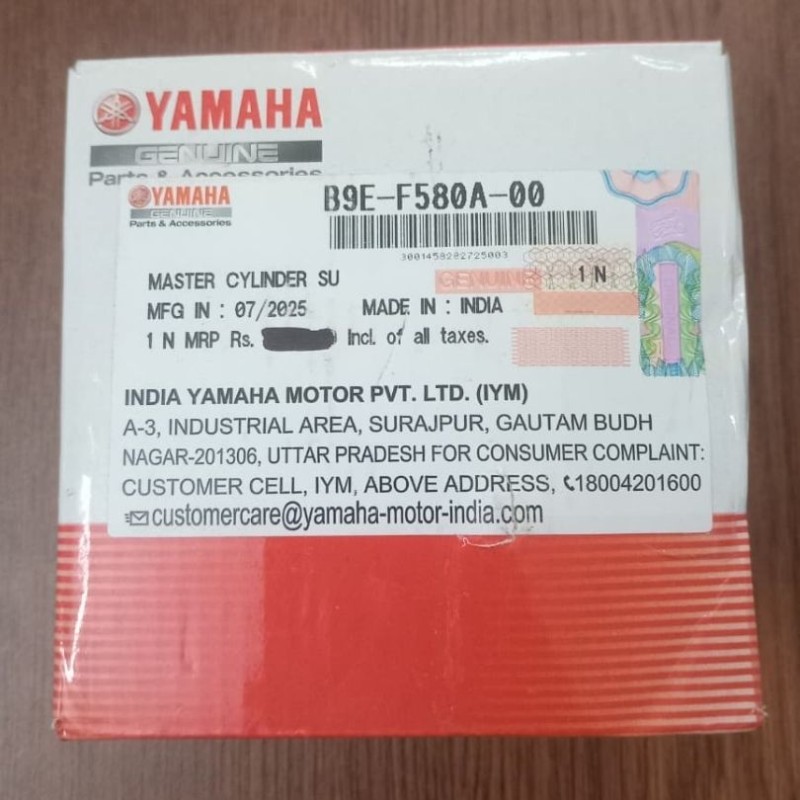 YAMAHA
GENUINE
Parts & Accessories
YAMAHA
GENUINE
Parts & Accessories
B9E-F580A-00
3001458282725003
MASTER CYLINDER SU
GENUINE
1 N
MFG IN : 07/2025 MADE IN : INDIA
1 N MRP Rs. Incl. of all taxes.
INDIA YAMAHA MOTOR PVT. LTD. (IYM)
A-3, INDUSTRIAL AREA, SURAJPUR, GAUTAM BUDH
NAGAR-201306, UTTAR PRADESH FOR CONSUMER COMPLAINT:
CUSTOMER CELL, IYM, ABOVE ADDRESS, 18004201600
customercare@yamaha-motor-india.com